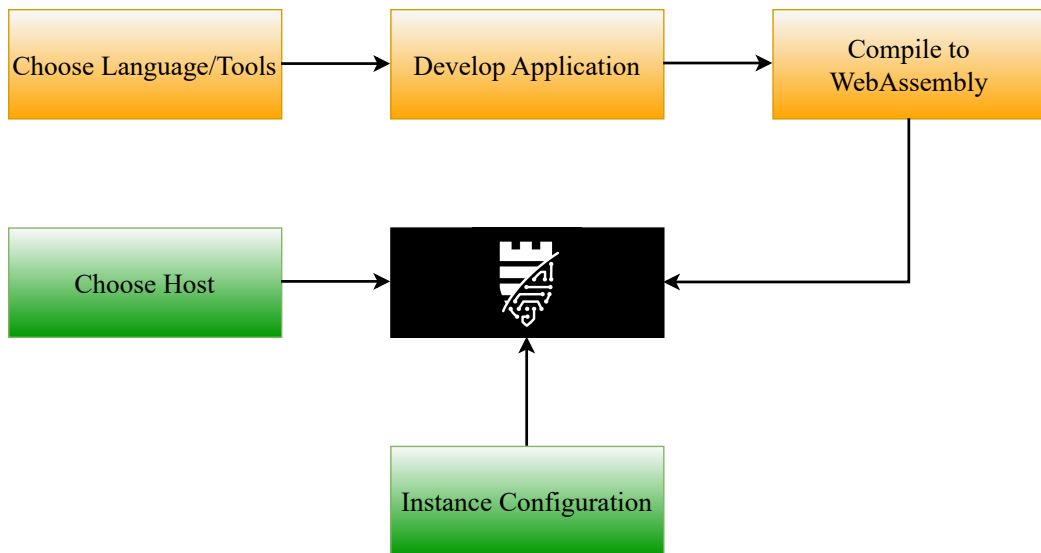 Choose Language/Tools
Develop Application
Compile to
WebAssembly
Choose Host
Instance Configuration